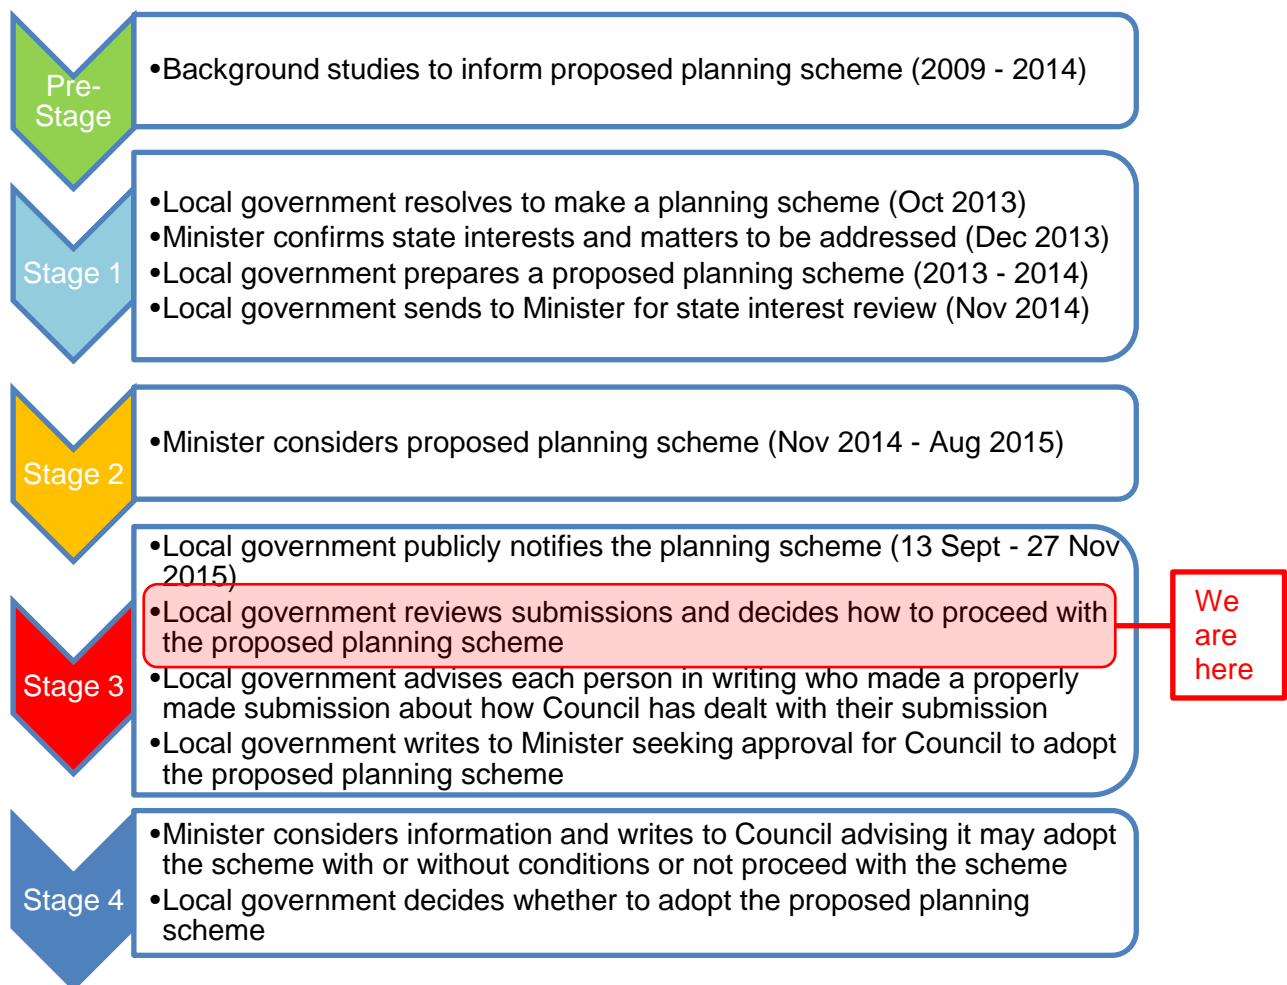 Pre-
Stage
•Background studies to inform proposed planning scheme (2009 - 2014)
Stage 1
•Local government resolves to make a planning scheme (Oct 2013)
•Minister confirms state interests and matters to be addressed (Dec 2013)
•Local government prepares a proposed planning scheme (2013 - 2014)
•Local government sends to Minister for state interest review (Nov 2014)
Stage 2
•Minister considers proposed planning scheme (Nov 2014 - Aug 2015)
Stage 3
•Local government publicly notifies the planning scheme (13 Sept - 27 Nov
2015)
•Local government reviews submissions and decides how to proceed with
the proposed planning scheme
•Local government advises each person in writing who made a properly
made submission about how Council has dealt with their submission
•Local government writes to Minister seeking approval for Council to adopt
the proposed planning scheme
We
are
here
Stage 4
•Minister considers information and writes to Council advising it may adopt
the scheme with or without conditions or not proceed with the scheme
•Local government decides whether to adopt the proposed planning
scheme